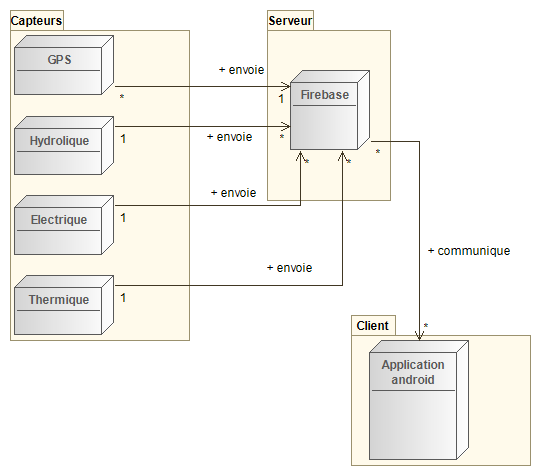 Capteurs
Serveur
GPS
+ envoie
*
1
Firebase
Hydrolique
1
+ envoie
*
*
*
*
+ envoie
Electrique
1
+ communique
+ envoie
Thermique
1
Client
*
Application
android